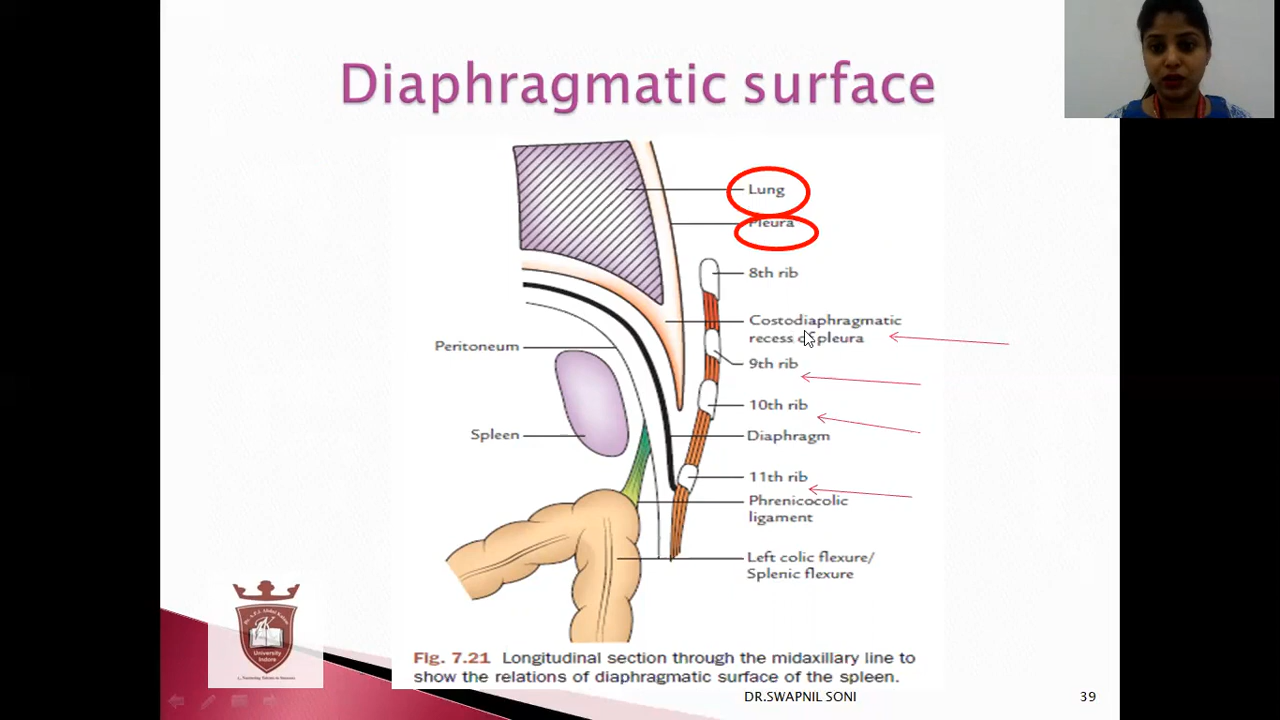 Diaphragmatic surface
Lung
Pleura
8th rib
Costodiaphragmatic
recess of pleura
Peritoneum
9th rib
10th rib
Spleen
Diaphragm
11th rib
Phrenicocolic
ligament
Left colic flexure/
Splenic flexure
University
Indore
Fig. 7.21 Longitudinal section through the midaxillary line to
show the relations of diaphragmatic surface of the spleen.
DR.SWAPNIL SONI
39